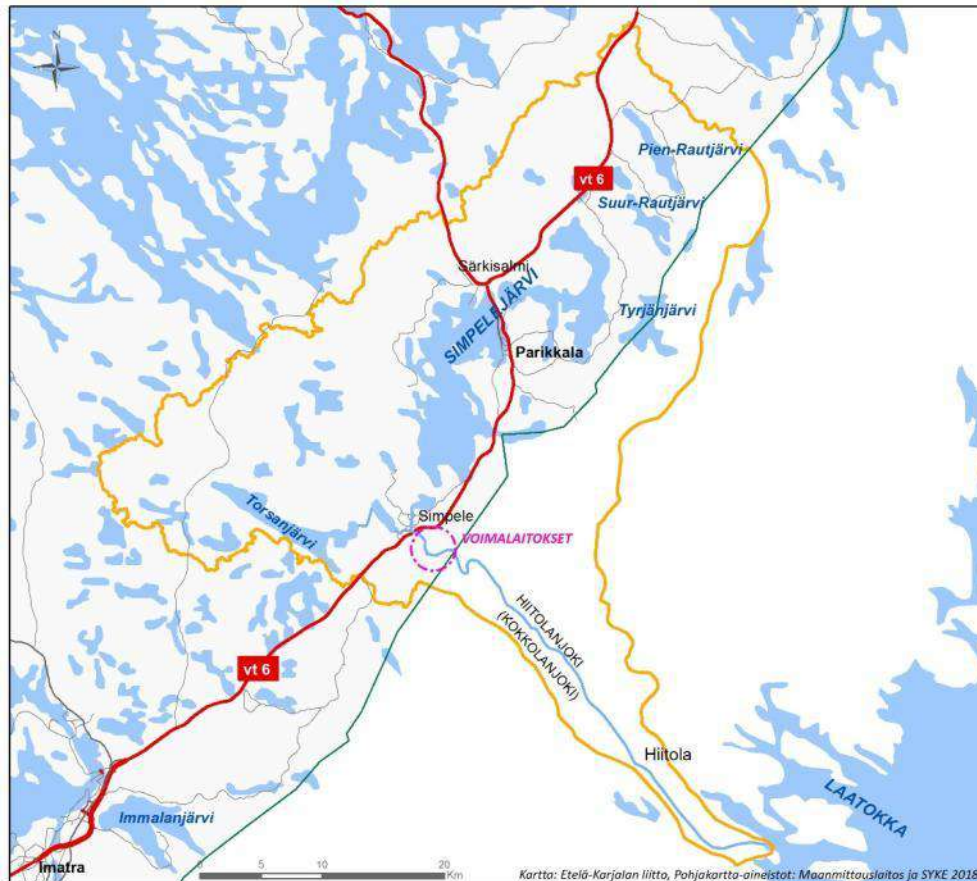 N
Pien-Rautjärvi
vt 6
Suur-Rautjärvi
Särkisalmi
SIMPELEJÄRVI
Tyrjänjärvi
Parikkala
Torsanjärvi
Simpele
VOIMALAITOKSET
HIITOLANJOKI
(KOKKOLANJOKI)
vt 6
Hiitola
LAATOKKA
Immalanjärvi
Imatra
0 5 10 20
Km
Kartta: Etelä-Karjalan liitto, Pohjakartta-aineistot: Maanmittauslaitos ja SYKE 2018